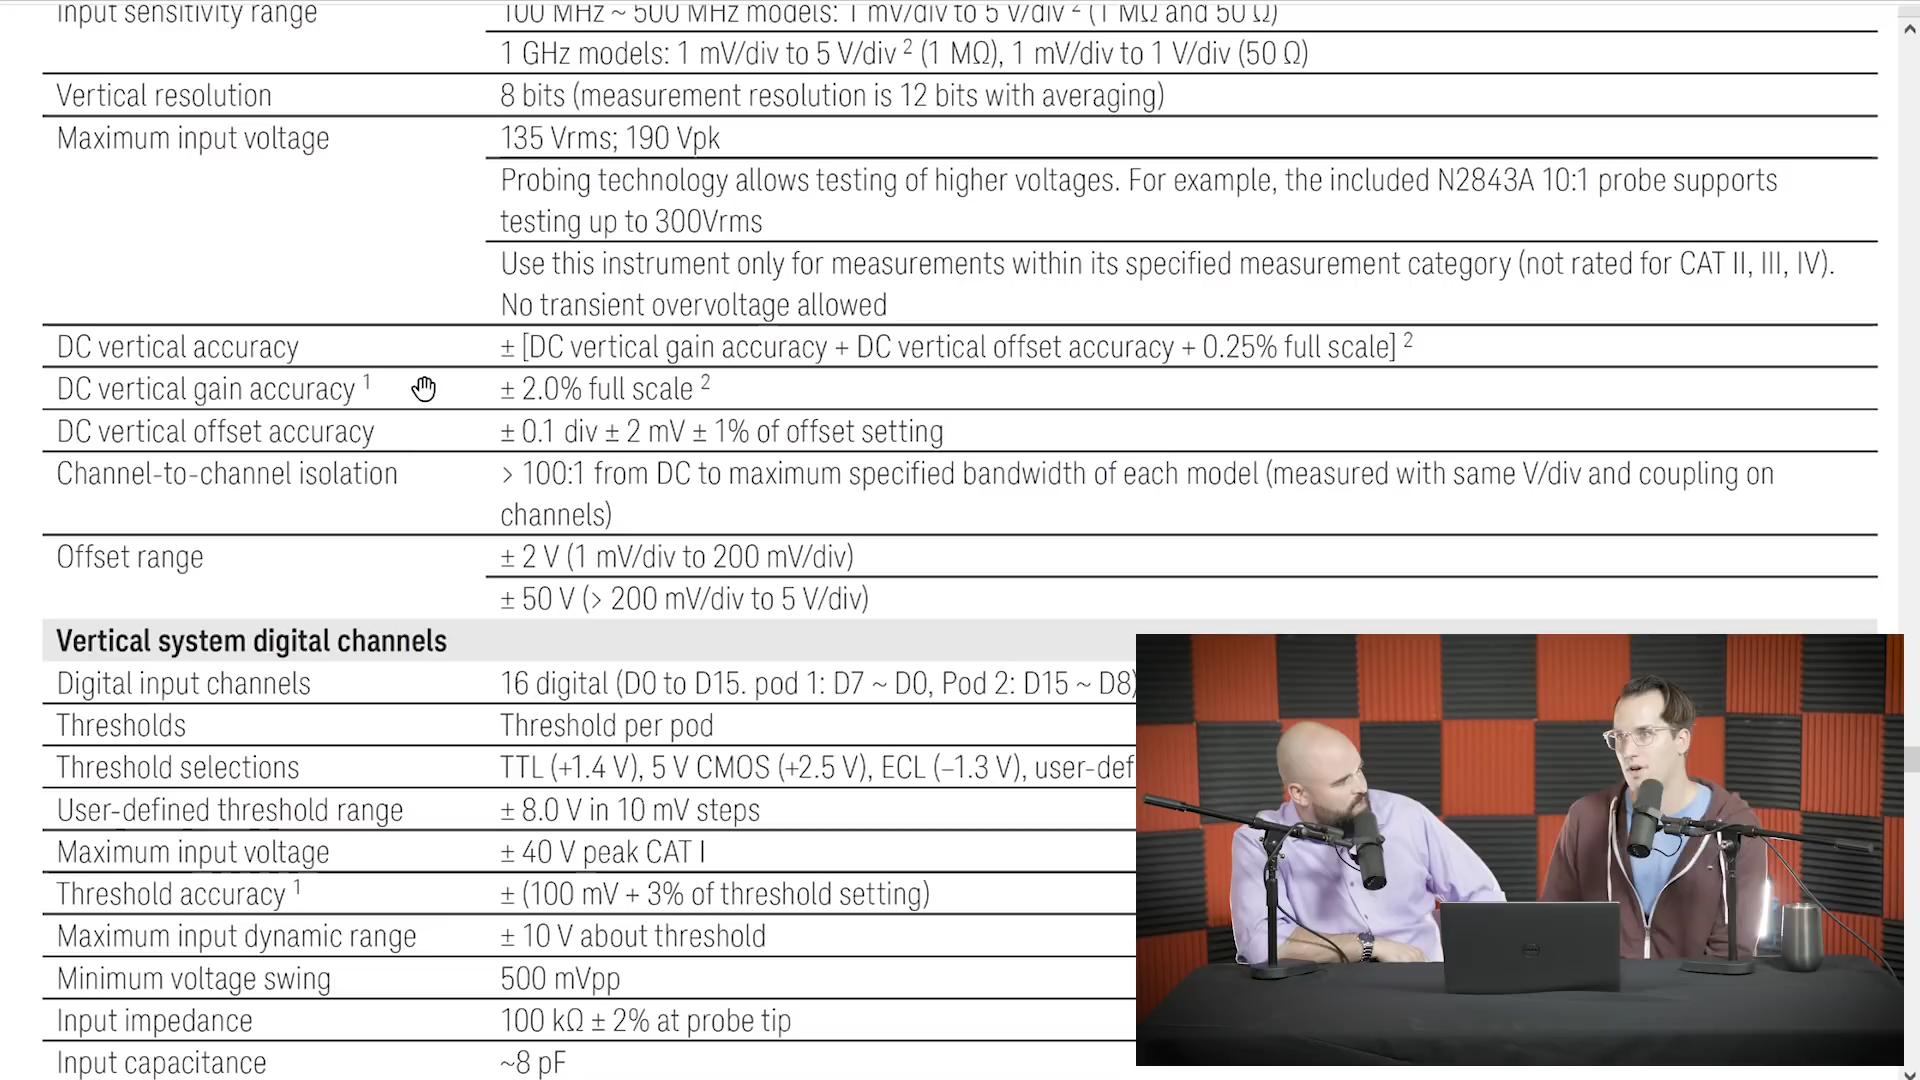 Input sensitivity range
100 MHz ~ 500 MHz models: 1 mV/div to 5 V/div ² (1 MΩ and 50 Ω)
1 GHz models: 1 mV/div to 5 V/div ² (1 MΩ), 1 mV/div to 1 V/div (50 Ω)
Vertical resolution
8 bits (measurement resolution is 12 bits with averaging)
Maximum input voltage
135 Vrms; 190 Vpk
Probing technology allows testing of higher voltages. For example, the included N2843A 10:1 probe supports
testing up to 300Vrms
Use this instrument only for measurements within its specified measurement category (not rated for CAT II, III, IV).
No transient overvoltage allowed
DC vertical accuracy
± [DC vertical gain accuracy + DC vertical offset accuracy + 0.25% full scale] ²
DC vertical gain accuracy ¹
± 2.0% full scale ²
DC vertical offset accuracy
± 0.1 div ± 2 mV ± 1% of offset setting
Channel-to-channel isolation
> 100:1 from DC to maximum specified bandwidth of each model (measured with same V/div and coupling on
channels)
Offset range
± 2 V (1 mV/div to 200 mV/div)
± 50 V (> 200 mV/div to 5 V/div)
Vertical system digital channels
Digital input channels
16 digital (D0 to D15. pod 1: D7 ~ D0, Pod 2: D15 ~ D8)
Thresholds
Threshold per pod
Threshold selections
TTL (+1.4 V), 5 V CMOS (+2.5 V), ECL (–1.3 V), user-def
User-defined threshold range
± 8.0 V in 10 mV steps
Maximum input voltage
± 40 V peak CAT I
Threshold accuracy ¹
± (100 mV + 3% of threshold setting)
Maximum input dynamic range
± 10 V about threshold
Minimum voltage swing
500 mVpp
Input impedance
100 kΩ ± 2% at probe tip
Input capacitance
~8 pF